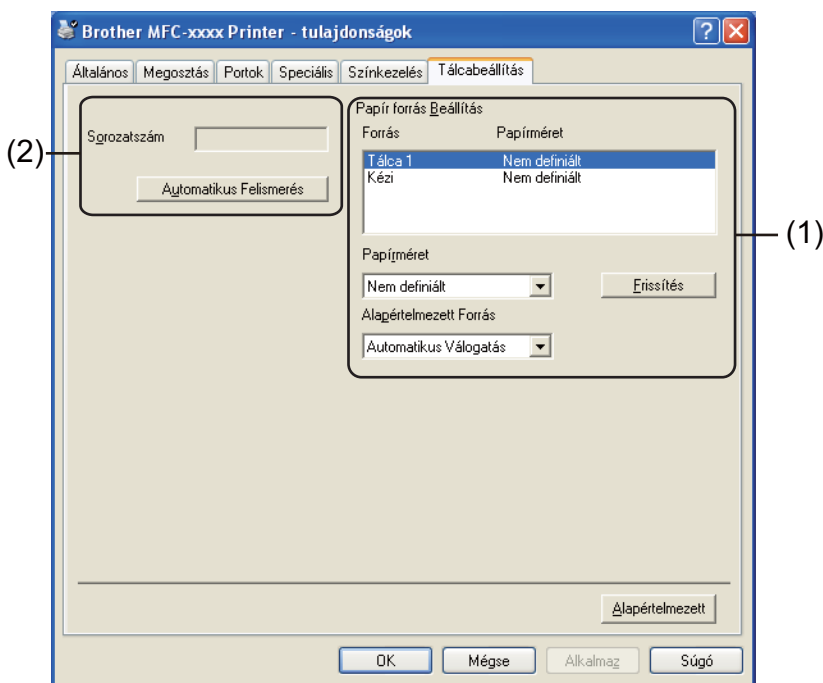 Brother MFC-xxxx Printer - tulajdonságok
Általános Megosztás Portok Speciális Színkezelés Tálcabeállítás
(2)
Sorozatszám
Automatikus Felismerés
Papír forrás Beállítás
Forrás Papírméret
Tálca 1 Nem definiált
Kézi Nem definiált
(1)
Papírméret
Nem definiált Frissítés
Alapértelmezett Forrás
Automatikus Válogatás
Alapértelmezett
OK Mégse Alkalmaz Súgó